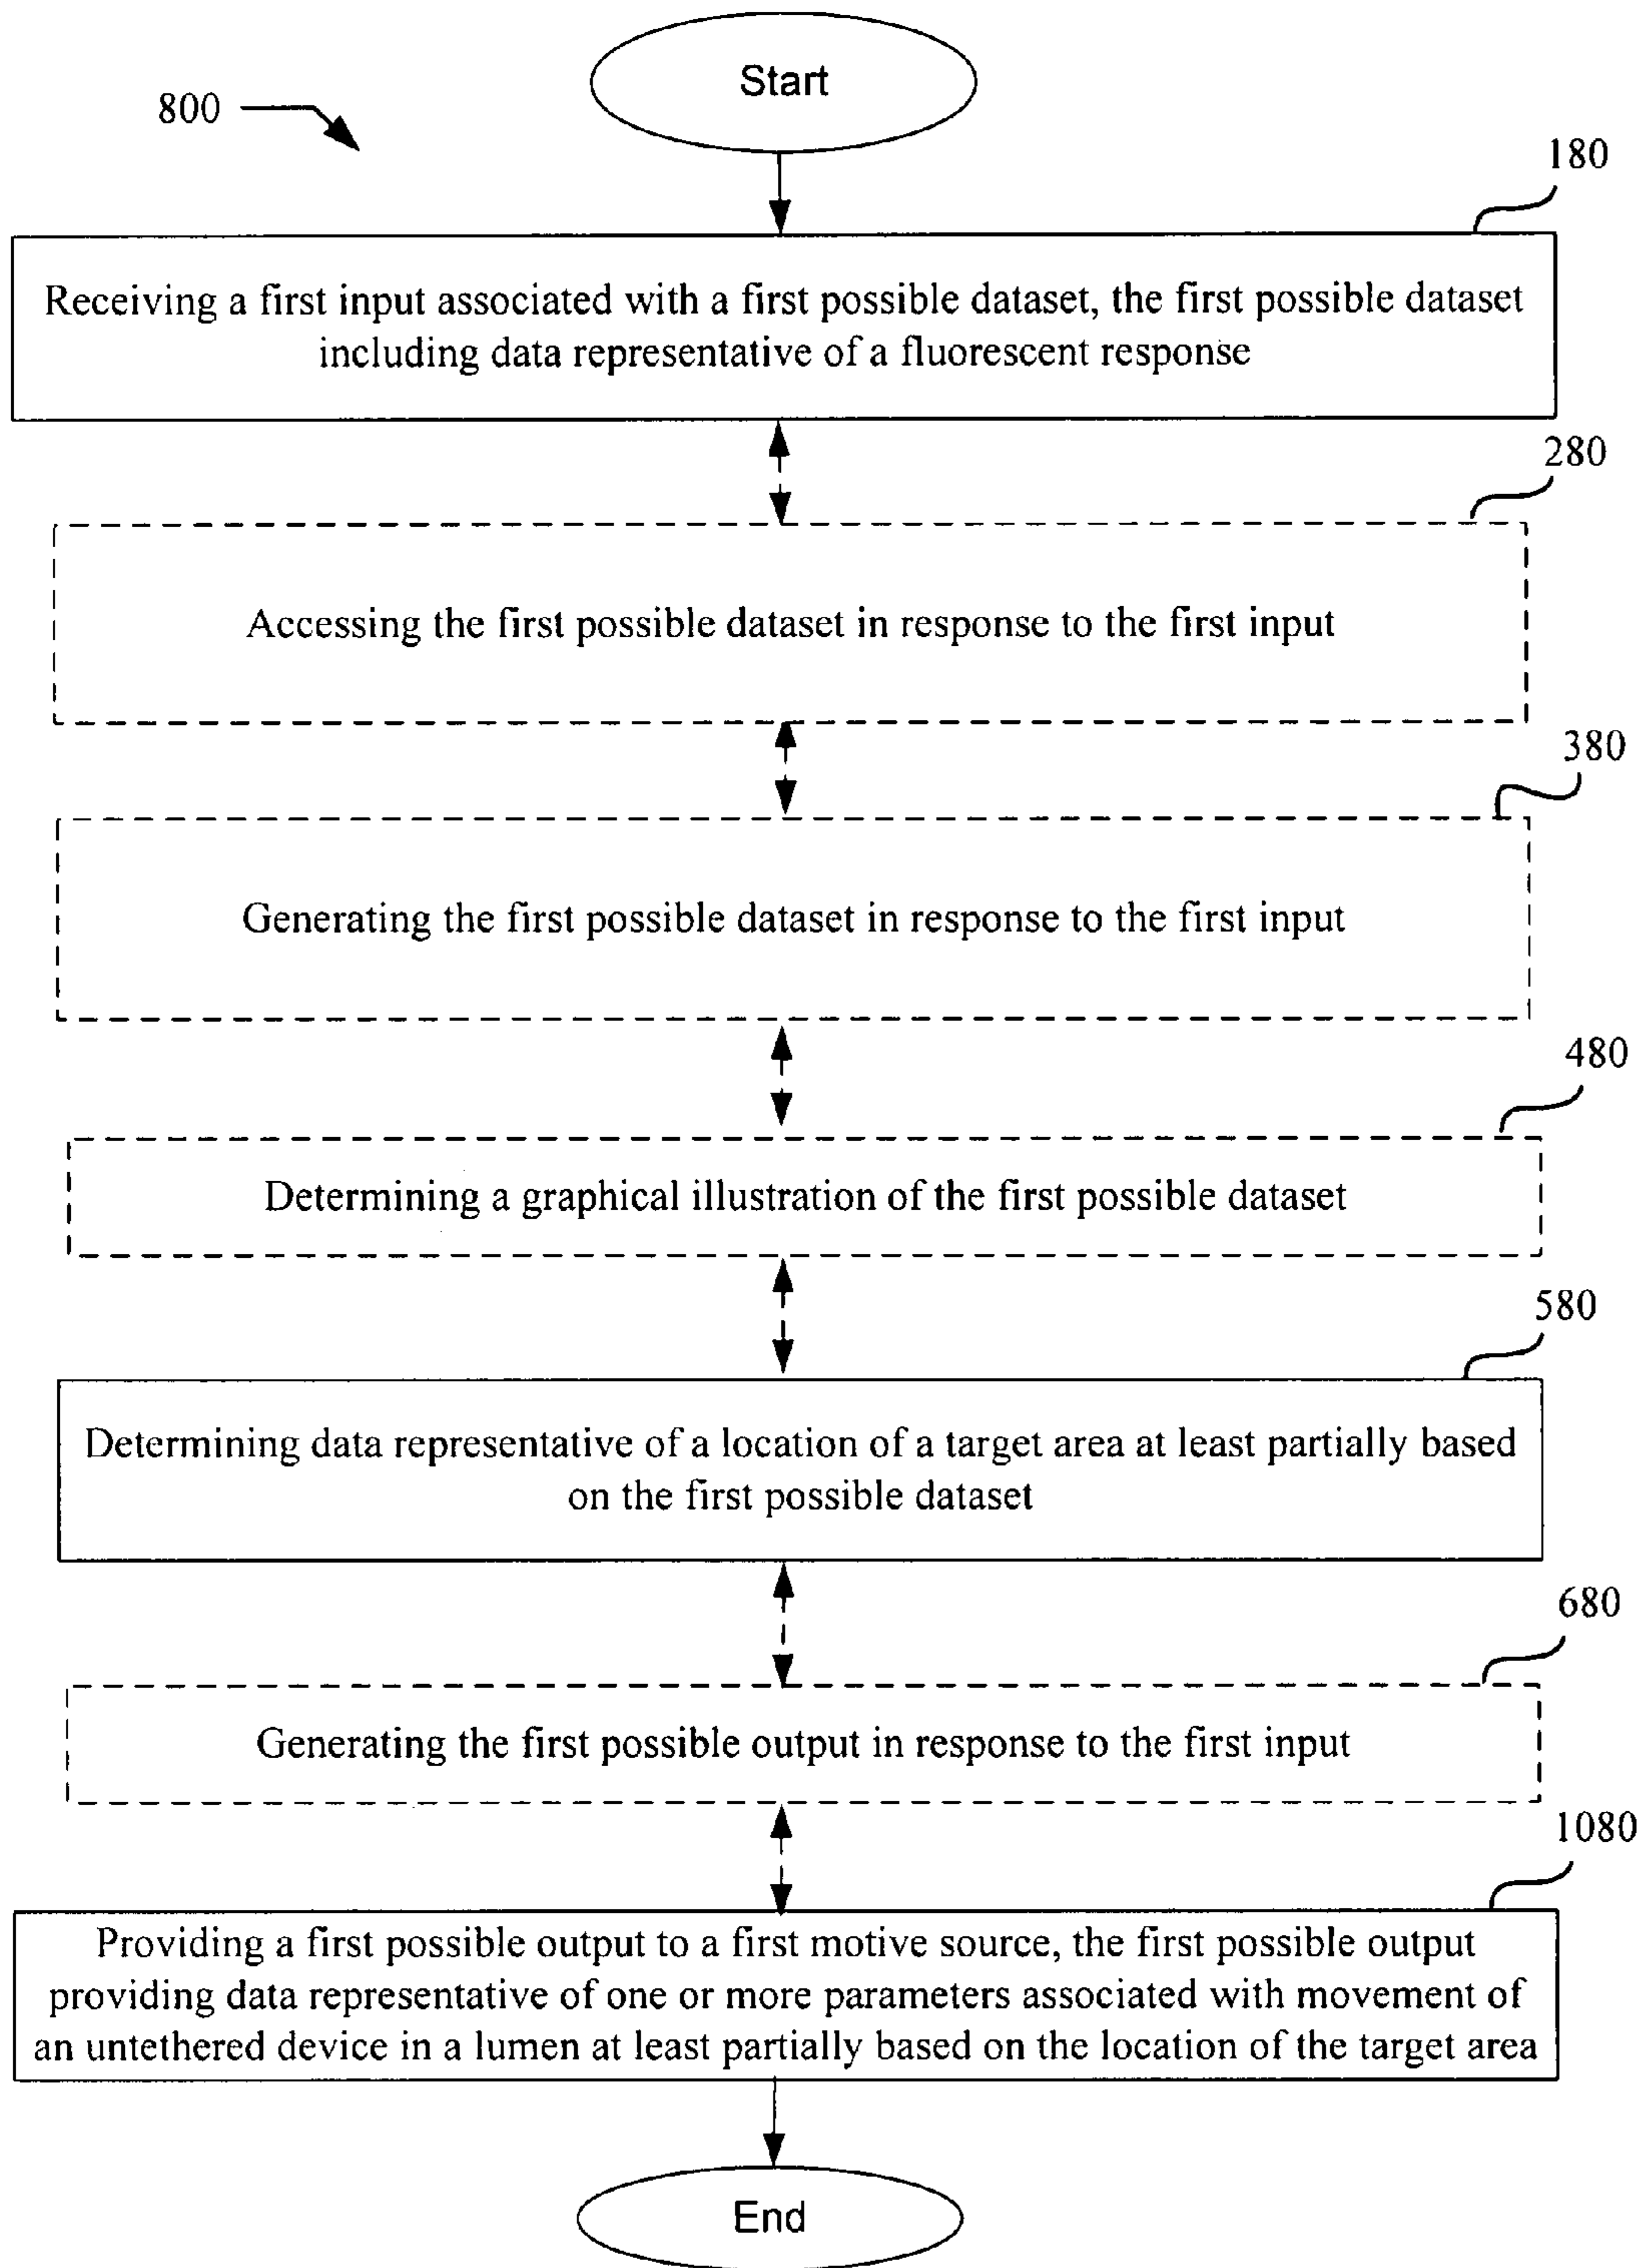 Start
800
180
Receiving a first input associated with a first possible dataset, the first possible dataset
including data representative of a fluorescent response
280
Accessing the first possible dataset in response to the first input
380
Generating the first possible dataset in response to the first input
480
Determining a graphical illustration of the first possible dataset
580
Determining data representative of a location of a target area at least partially based
on the first possible dataset
680
Generating the first possible output in response to the first input
1080
Providing a first possible output to a first motive source, the first possible output
providing data representative of one or more parameters associated with movement of
an untethered device in a lumen at least partially based on the location of the target area
End